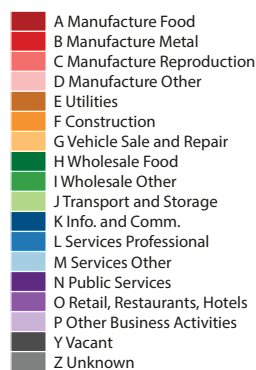 A Manufacture Food
B Manufacture Metal
C Manufacture Reproduction
D Manufacture Other
E Utilities
F Construction
G Vehicle Sale and Repair
H Wholesale Food
I Wholesale Other
J Transport and Storage
K Info. and Comm.
L Services Professional
M Services Other
N Public Services
O Retail, Restaurants, Hotels
P Other Business Activities
Y Vacant
Z Unknown